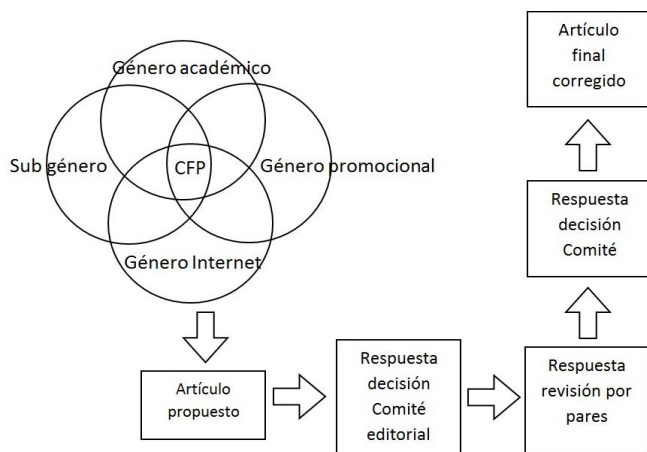 Género académico
Sub género
CFP
Género promocional
Género Internet
Artículo
propuesto
Respuesta
decisión
Comité
editorial
Respuesta
revisión por
pares
Respuesta
decisión
Comité
Artículo
final
corregido